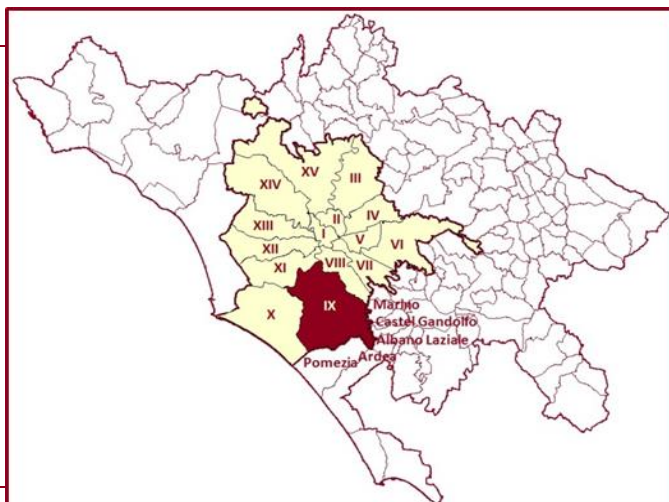 XV
III
XIV
II
IV
XIII
I
V
VI
XII
VIII
VII
XI
IX
X
Marino
Castel Gandolfo
Albano Laziale
Ardea
Pomezia